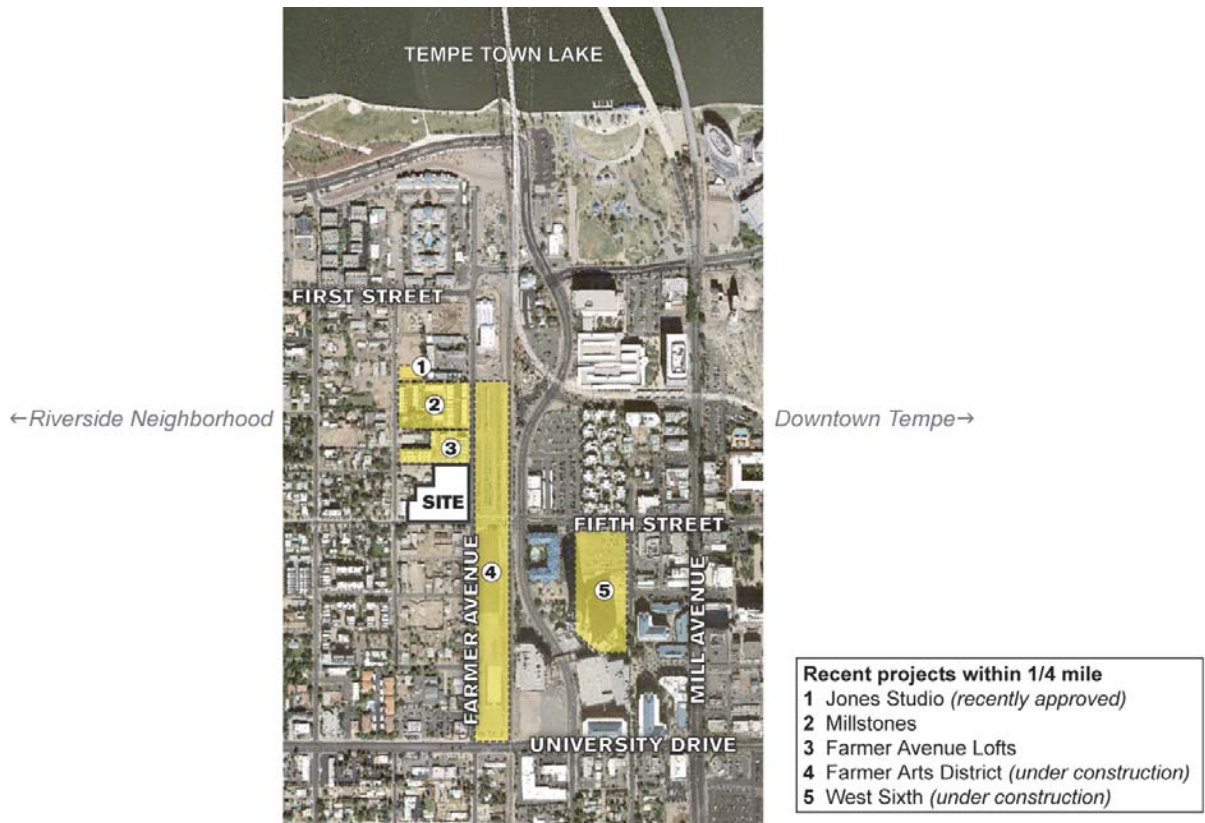 TEMPE TOWN LAKE
FIRST STREET
1
2
←Riverside Neighborhood
Downtown Tempe→
3
SITE
FIFTH STREET
FARMER AVENUE
4
5
MILL AVENUE
UNIVERSITY DRIVE
Recent projects within 1/4 mile
1 Jones Studio (recently approved)
2 Millstones
3 Farmer Avenue Lofts
4 Farmer Arts District (under construction)
5 West Sixth (under construction)